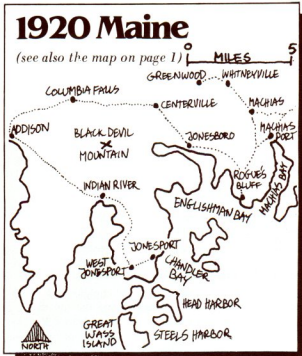 1920 Maine
(see also the map on page 1)
0 MILES 5
GREENWOOD WHITNEYVILLE
COLUMBIA FALLS
CENTERVILLE
MACHIAS
ADDISON
BLACK DEVIL
MOUNTAIN
JONESBORO
MACHIAS
PORT
INDIAN RIVER
ROGUE'S
BLUFF
MACHIAS BAY
ENGLISHMAN BAY
JONESPORT
WEST
JONESPORT
CHANDLER
BAY
HEAD HARBOR
GREAT
WASS
ISLAND
STEELS HARBOR
NORTH